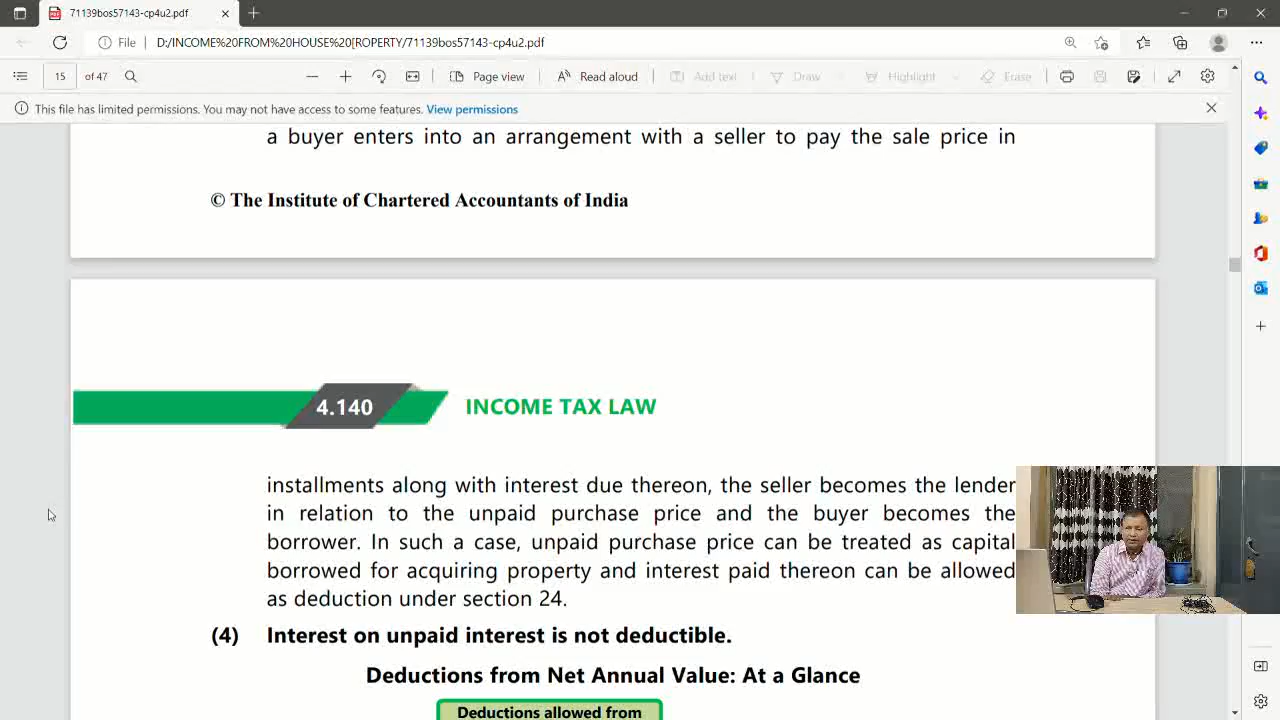 71139bos57143-cp4u2.pdf
File | D:/INCOME%20FROM%20HOUSE%20[ROPERTY/71139bos57143-cp4u2.pdf
15 of 47 Page view Read aloud Add text Draw Highlight Erase
This file has limited permissions. You may not have access to some features. View permissions
a buyer enters into an arrangement with a seller to pay the sale price in
© The Institute of Chartered Accountants of India
4.140 INCOME TAX LAW
installments along with interest due thereon, the seller becomes the lender
in relation to the unpaid purchase price and the buyer becomes the
borrower. In such a case, unpaid purchase price can be treated as capital
borrowed for acquiring property and interest paid thereon can be allowed
as deduction under section 24.
(4) Interest on unpaid interest is not deductible.
Deductions from Net Annual Value: At a Glance
Deductions allowed from